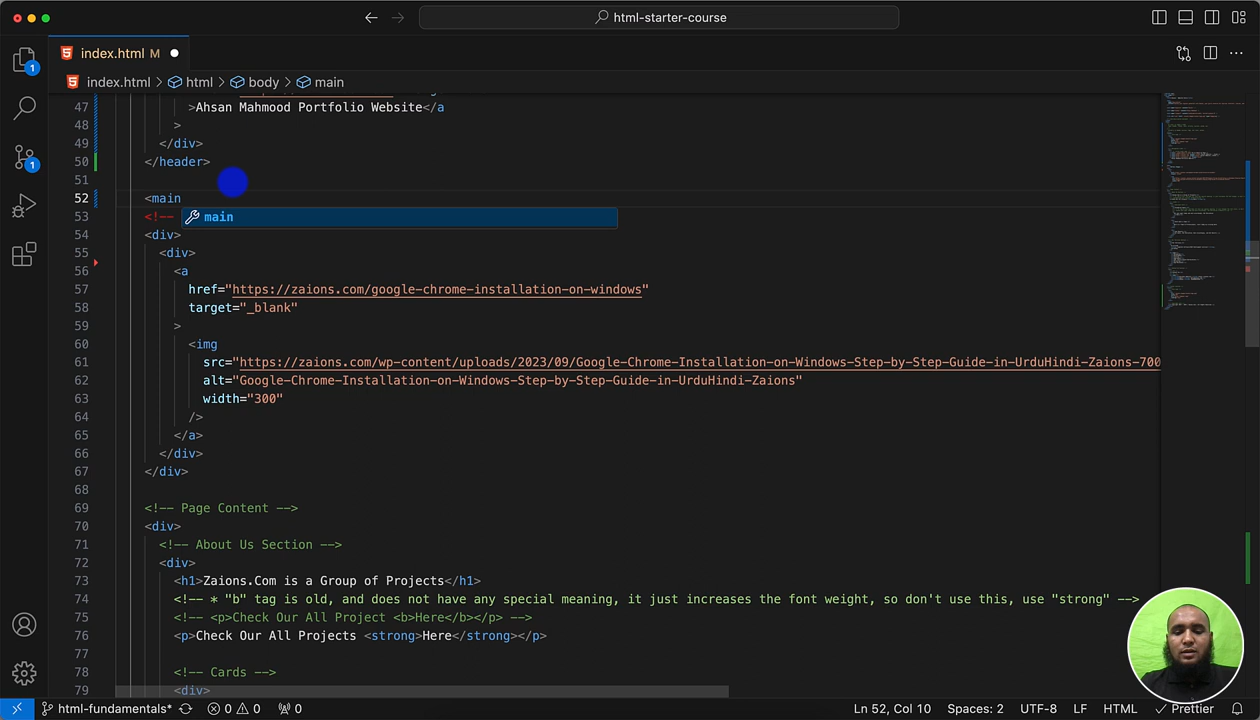 html-starter-course
index.html M
1
index.html > html > body > main
47 >Ahsan Mahmood Portfolio Website</a
48 >
49 </div>
50 </header>
51
52 <main
53 <!-- main
54 <div>
55 <div>
56 <a
57 href="https://zaions.com/google-chrome-installation-on-windows"
58 target="_blank"
59 >
60 <img
61 src="https://zaions.com/wp-content/uploads/2023/09/Google-Chrome-Installation-on-Windows-Step-by-Step-Guide-in-UrduHindi-Zaions-700
62 alt="Google-Chrome-Installation-on-Windows-Step-by-Step-Guide-in-UrduHindi-Zaions"
63 width="300"
64 />
65 </a>
66 </div>
67 </div>
68
69 <!-- Page Content -->
70 <div>
71 <!-- About Us Section -->
72 <div>
73 <h1>Zaions.Com is a Group of Projects</h1>
74 <!-- * "b" tag is old, and does not have any special meaning, it just increases the font weight, so don't use this, use "strong" -->
75 <!-- <p>Check Our All Project <b>Here</b></p> -->
76 <p>Check Our All Projects <strong>Here</strong></p>
77
78 <!-- Cards -->
79 <div>
1
html-fundamentals* 0 0 0 Ln 52, Col 10 Spaces: 2 UTF-8 LF HTML Prettier